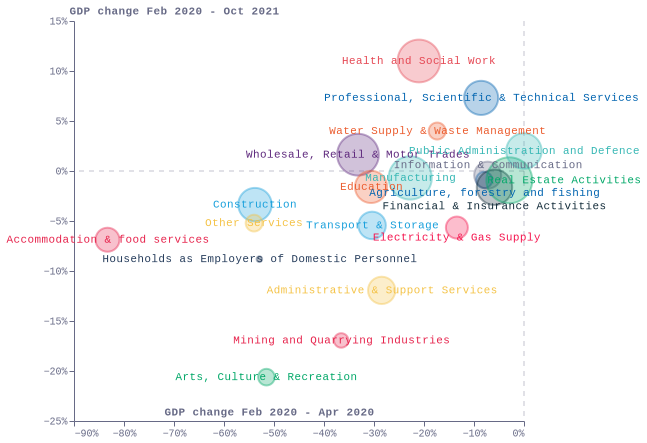 GDP change Feb 2020 - Oct 2021
15%
10%
Health and Social Work
Professional, Scientific & Technical Services
5%
Water Supply & Waste Management
Public Administration and Defence
Wholesale, Retail & Motor Trades
Information & Communication
0%
Manufacturing
Real Estate Activities
Education
Agriculture, forestry and fishing
Construction
Financial & Insurance Activities
−5%
Other Services
Transport & Storage
Accommodation & food services
Electricity & Gas Supply
Households as Employers of Domestic Personnel
−10%
Administrative & Support Services
−15%
Mining and Quarrying Industries
−20%
Arts, Culture & Recreation
GDP change Feb 2020 - Apr 2020
−25%
−90%
−80%
−70%
−60%
−50%
−40%
−30%
−20%
−10%
0%